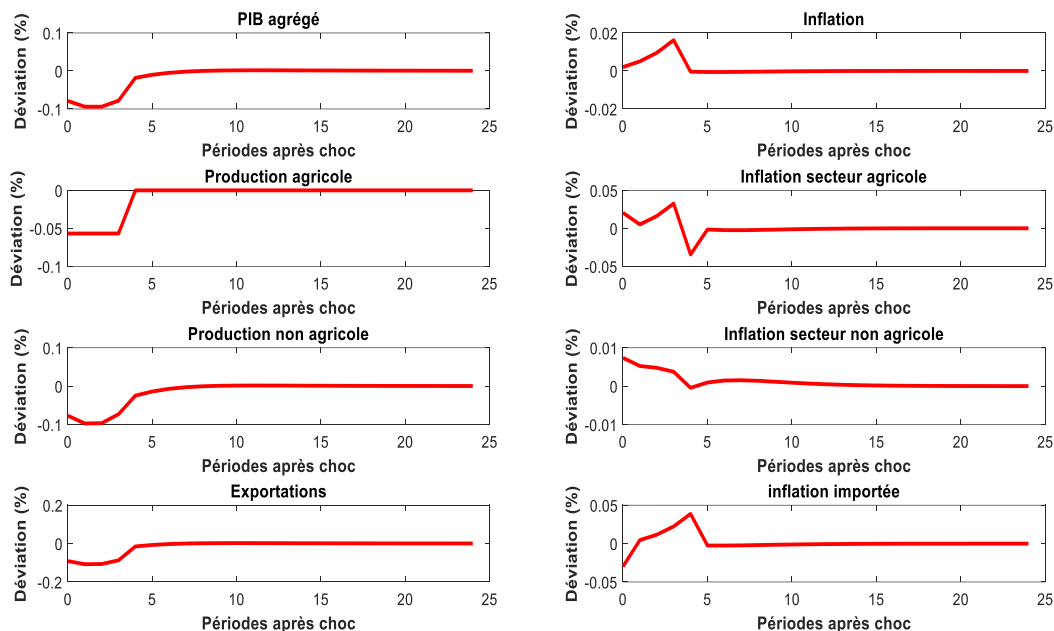 PIB agrégé
Déviation (%)
0.1
0
-0.1
0 5 10 15 20 25
Périodes après choc
Inflation
Déviation (%)
0.02
0
-0.02
0 5 10 15 20 25
Périodes après choc
Production agricole
Déviation (%)
0
-0.05
-0.1
0 5 10 15 20 25
Périodes après choc
Inflation secteur agricole
Déviation (%)
0.05
0
-0.05
0 5 10 15 20 25
Périodes après choc
Production non agricole
Déviation (%)
0.1
0
-0.1
0 5 10 15 20 25
Périodes après choc
Inflation secteur non agricole
Déviation (%)
0.01
0
-0.01
0 5 10 15 20 25
Périodes après choc
Exportations
Déviation (%)
0.2
0
-0.2
0 5 10 15 20 25
Périodes après choc
inflation importée
Déviation (%)
0.05
0
-0.05
0 5 10 15 20 25
Périodes après choc